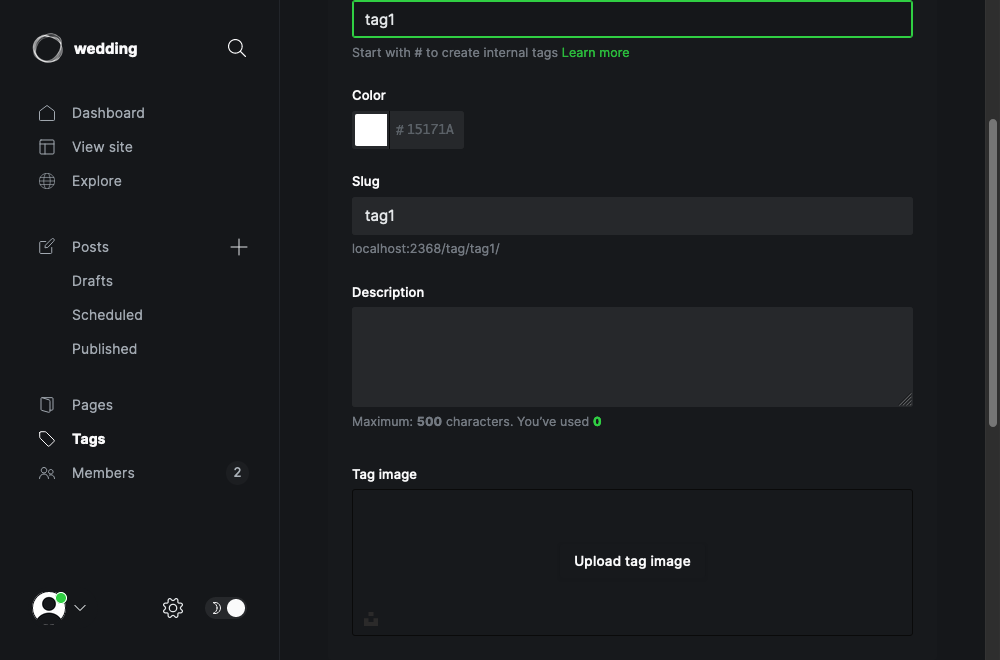 wedding
Dashboard
View site
Explore
Posts
Drafts
Scheduled
Published
Pages
Tags
Members 2
tag1
Start with # to create internal tags Learn more
Color
# 15171A
Slug
tag1
localhost:2368/tag/tag1/
Description
Maximum: 500 characters. You’ve used 0
Tag image
Upload tag image